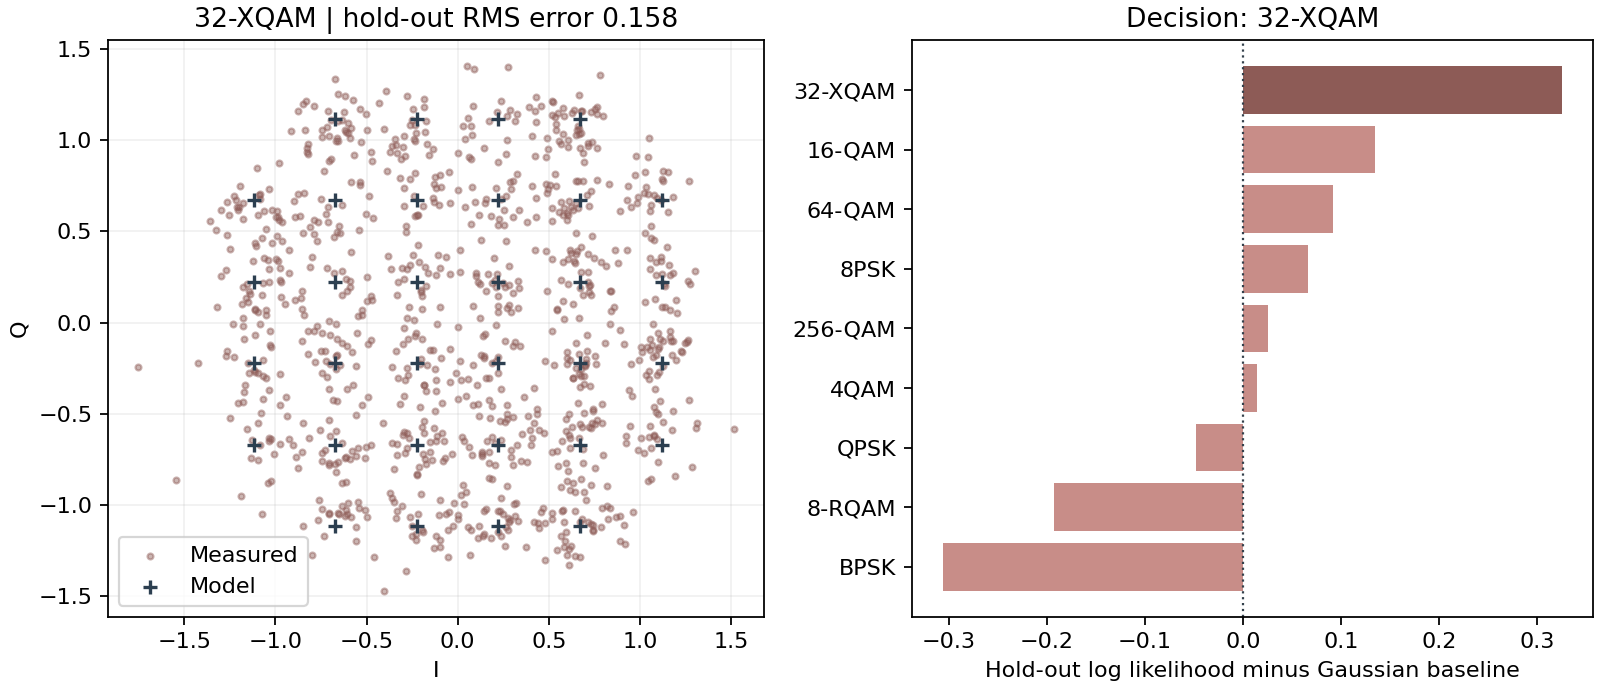 32-XQAM | hold-out RMS error 0.158
1.5
1.0
0.5
0.0
−0.5
−1.0
−1.5
Q
−1.5
−1.0
−0.5
0.0
0.5
1.0
1.5
I
Measured
Model
Decision: 32-XQAM
32-XQAM
16-QAM
64-QAM
8PSK
256-QAM
4QAM
QPSK
8-RQAM
BPSK
−0.3
−0.2
−0.1
0.0
0.1
0.2
0.3
Hold-out log likelihood minus Gaussian baseline